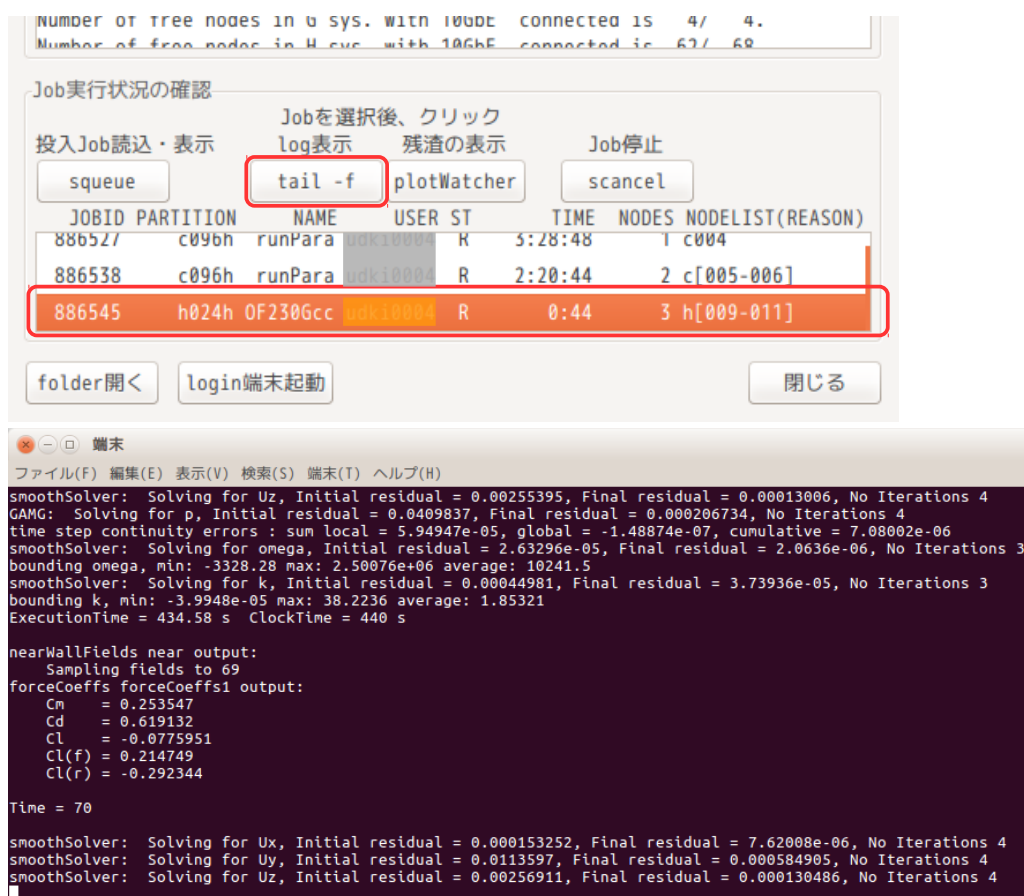 Number of free nodes in G sys. with 10GbE  connected is   4/   4.
Number of free nodes in H sys. with 10GbE  connected is  62/  68
Job実行状況の確認
Jobを選択後、クリック
投入Job読込・表示 log表示 残渣の表示 Job停止
squeue tail -f plotWatcher scancel
JOBID PARTITION NAME USER ST TIME NODES NODELIST(REASON)
886527 c096h runPara udki0004 R 3:28:48 1 c004
886538 c096h runPara udki0004 R 2:20:44 2 c[005-006]
886545 h024h OF230Gcc udki0004 R 0:44 3 h[009-011]
folder開く login端末起動 閉じる
端末
ファイル(F) 編集(E) 表示(V) 検索(S) 端末(T) ヘルプ(H)
smoothSolver:  Solving for Uz, Initial residual = 0.00255395, Final residual = 0.00013006, No Iterations 4
GAMG:  Solving for p, Initial residual = 0.0409837, Final residual = 0.000206734, No Iterations 4
time step continuity errors : sum local = 5.94947e-05, global = -1.48874e-07, cumulative = 7.08002e-06
smoothSolver:  Solving for omega, Initial residual = 2.63296e-05, Final residual = 2.0636e-06, No Iterations 3
bounding omega, min: -3328.28 max: 2.50076e+06 average: 10241.5
smoothSolver:  Solving for k, Initial residual = 0.00044981, Final residual = 3.73936e-05, No Iterations 3
bounding k, min: -3.9948e-05 max: 38.2236 average: 1.85321
ExecutionTime = 434.58 s  ClockTime = 440 s
nearWallFields near output:
    Sampling fields to 69
forceCoeffs forceCoeffs1 output:
    Cm    = 0.253547
    Cd    = 0.619132
    Cl    = -0.0775951
    Cl(f) = 0.214749
    Cl(r) = -0.292344
Time = 70
smoothSolver:  Solving for Ux, Initial residual = 0.000153252, Final residual = 7.62008e-06, No Iterations 4
smoothSolver:  Solving for Uy, Initial residual = 0.0113597, Final residual = 0.000584905, No Iterations 4
smoothSolver:  Solving for Uz, Initial residual = 0.00256911, Final residual = 0.000130486, No Iterations 4